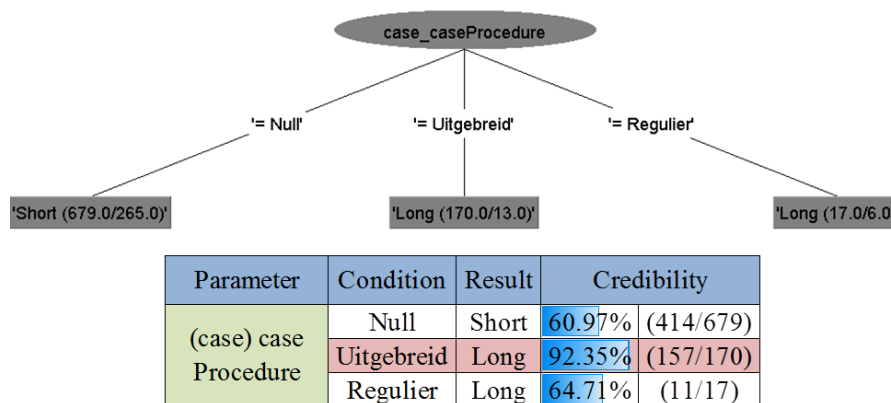 case_caseProcedure
'= Null' '= Uitgebreid' '= Regulier'
'Short (679.0/265.0)' 'Long (170.0/13.0)' 'Long (17.0/6.0
Parameter Condition Result Credibility
(case) case Procedure
Null Short 60.97% (414/679)
Uitgebreid Long 92.35% (157/170)
Regulier Long 64.71% (11/17)